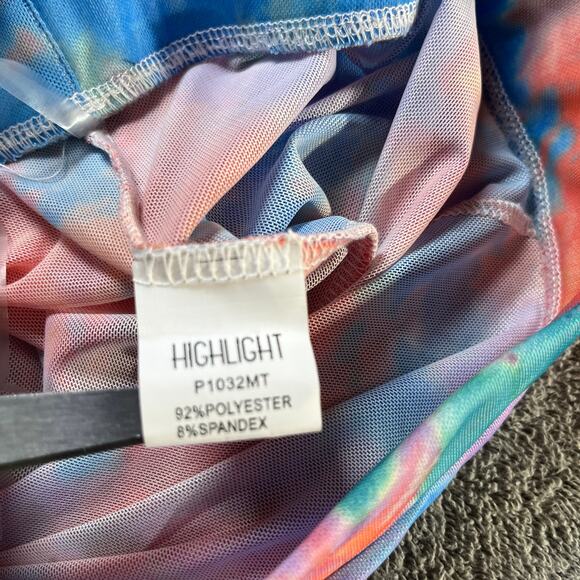 HIGHLIGHT
P1032MT
92%POLYESTER
8%SPANDEX